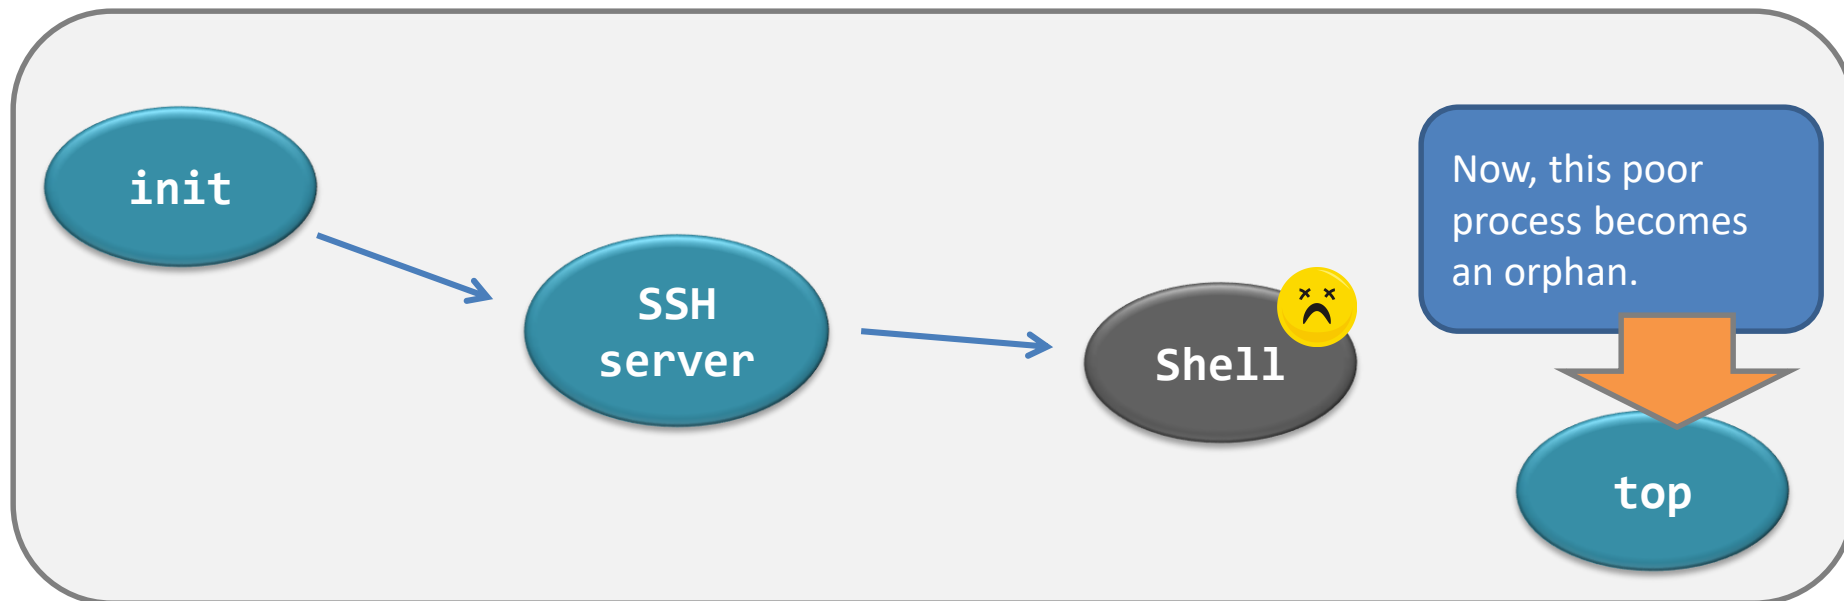 init
SSH
server
Shell
Now, this poor
process becomes
an orphan.
top